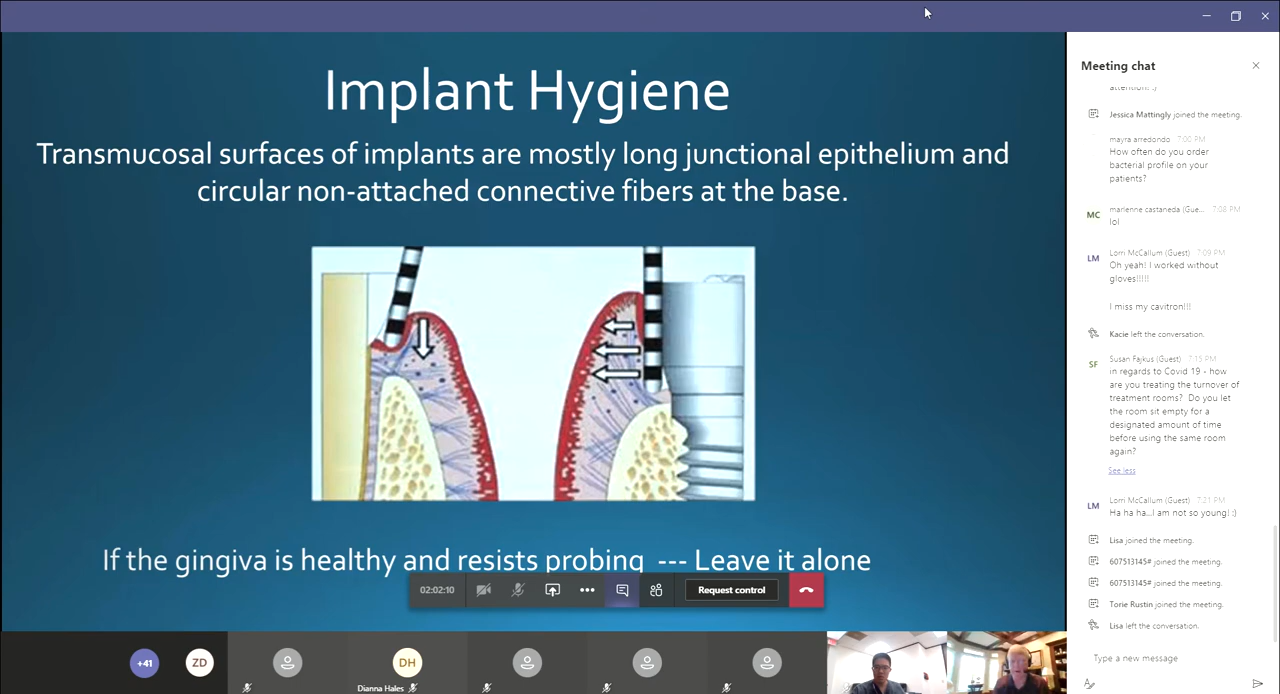 Implant Hygiene
Transmucosal surfaces of implants are mostly long junctional epithelium and
circular non-attached connective fibers at the base.
If the gingiva is healthy and resists probing --- Leave it alone
02:02:10
Request control
+41
ZD
DH
Dianna Hales
Meeting chat
attention! :)
Jessica Mattingly joined the meeting.
mayra arredondo 7:00 PM
How often do you order
bacterial profile on your
patients?
MC
marienne castaneda (Gue... 7:08 PM
lol
LM
Lorri McCallum (Guest) 7:09 PM
Oh yeah! I worked without
gloves!!!!!
I miss my cavitron!!!
Kacie left the conversation.
SF
Susan Fajkus (Guest) 7:15 PM
in regards to Covid 19 - how
are you treating the turnover of
treatment rooms? Do you let
the room sit empty for a
designated amount of time
before using the same room
again?
See less
LM
Lorri McCallum (Guest) 7:21 PM
Ha ha ha...I am not so young! :)
Lisa joined the meeting.
607513145# joined the meeting.
607513145# joined the meeting.
Torie Rustin joined the meeting.
Lisa left the conversation.
Type a new message